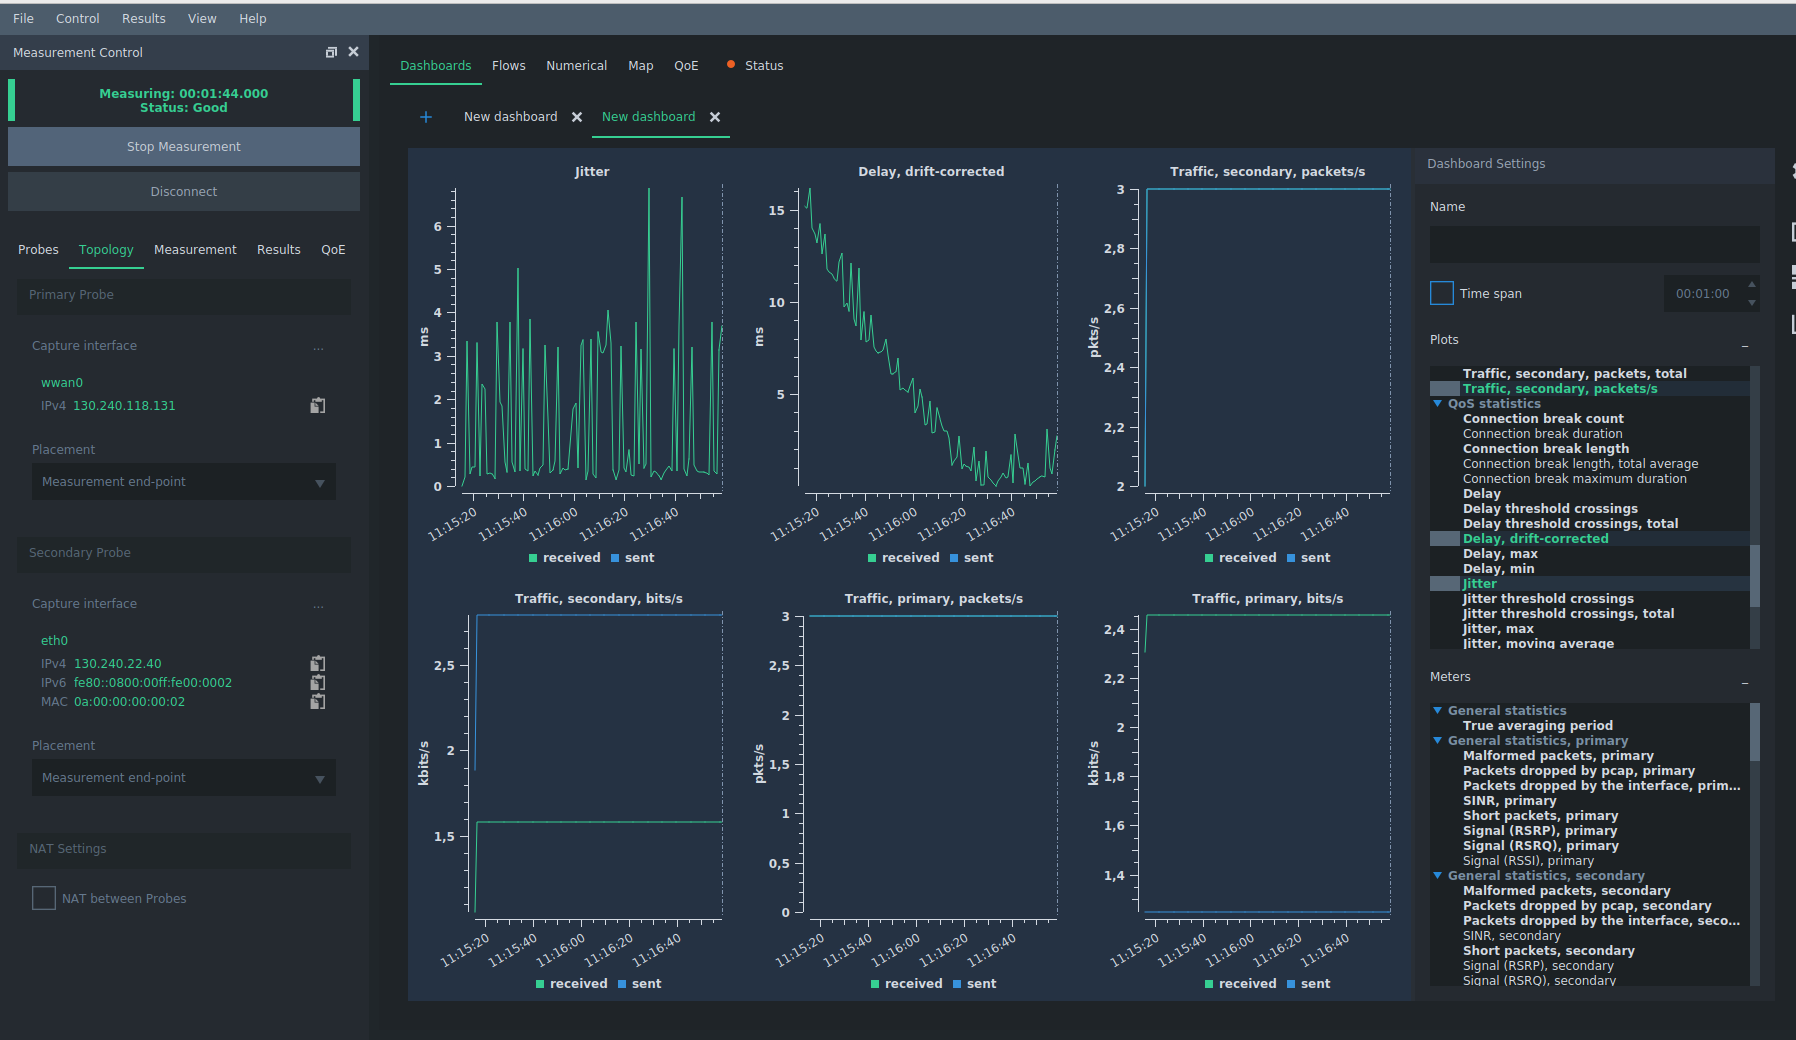 File Control Results View Help
Measurement Control
Measuring: 00:01:44.000
Status: Good
Stop Measurement
Disconnect
Probes Topology Measurement Results QoE
Primary Probe
Capture interface ...
wwan0
IPv4 130.240.118.131
Placement
Measurement end-point
Secondary Probe
Capture interface ...
eth0
IPv4 130.240.22.40
IPv6 fe80::0800:00ff:fe00:0002
MAC 0a:00:00:00:00:02
Placement
Measurement end-point
NAT Settings
NAT between Probes
Dashboards Flows Numerical Map QoE Status
+ New dashboard New dashboard
Jitter
ms
6
5
4
3
2
1
0
11:15:20 11:15:40 11:16:00 11:16:20 11:16:40
received sent
Delay, drift-corrected
ms
15
10
5
11:15:20 11:15:40 11:16:00 11:16:20 11:16:40
received sent
Traffic, secondary, packets/s
pkts/s
3
2,8
2,6
2,4
2,2
2
11:15:20 11:15:40 11:16:00 11:16:20 11:16:40
received sent
Traffic, secondary, bits/s
kbits/s
2,5
2
1,5
11:15:20 11:15:40 11:16:00 11:16:20 11:16:40
received sent
Traffic, primary, packets/s
pkts/s
3
2,5
2
1,5
1
0,5
0
11:15:20 11:15:40 11:16:00 11:16:20 11:16:40
received sent
Traffic, primary, bits/s
kbits/s
2,4
2,2
2
1,8
1,6
1,4
11:15:20 11:15:40 11:16:00 11:16:20 11:16:40
received sent
Dashboard Settings
Name
Time span 00:01:00
Plots
Traffic, secondary, packets, total
Traffic, secondary, packets/s
QoS statistics
Connection break count
Connection break duration
Connection break length
Connection break length, total average
Connection break maximum duration
Delay
Delay threshold crossings
Delay threshold crossings, total
Delay, drift-corrected
Delay, max
Delay, min
Jitter
Jitter threshold crossings
Jitter threshold crossings, total
Jitter, max
Jitter, moving average
Meters
General statistics
True averaging period
General statistics, primary
Malformed packets, primary
Packets dropped by pcap, primary
Packets dropped by the interface, prim...
SINR, primary
Short packets, primary
Signal (RSRP), primary
Signal (RSRQ), primary
Signal (RSSI), primary
General statistics, secondary
Malformed packets, secondary
Packets dropped by pcap, secondary
Packets dropped by the interface, seco...
SINR, secondary
Short packets, secondary
Signal (RSRP), secondary
Signal (RSRQ), secondary